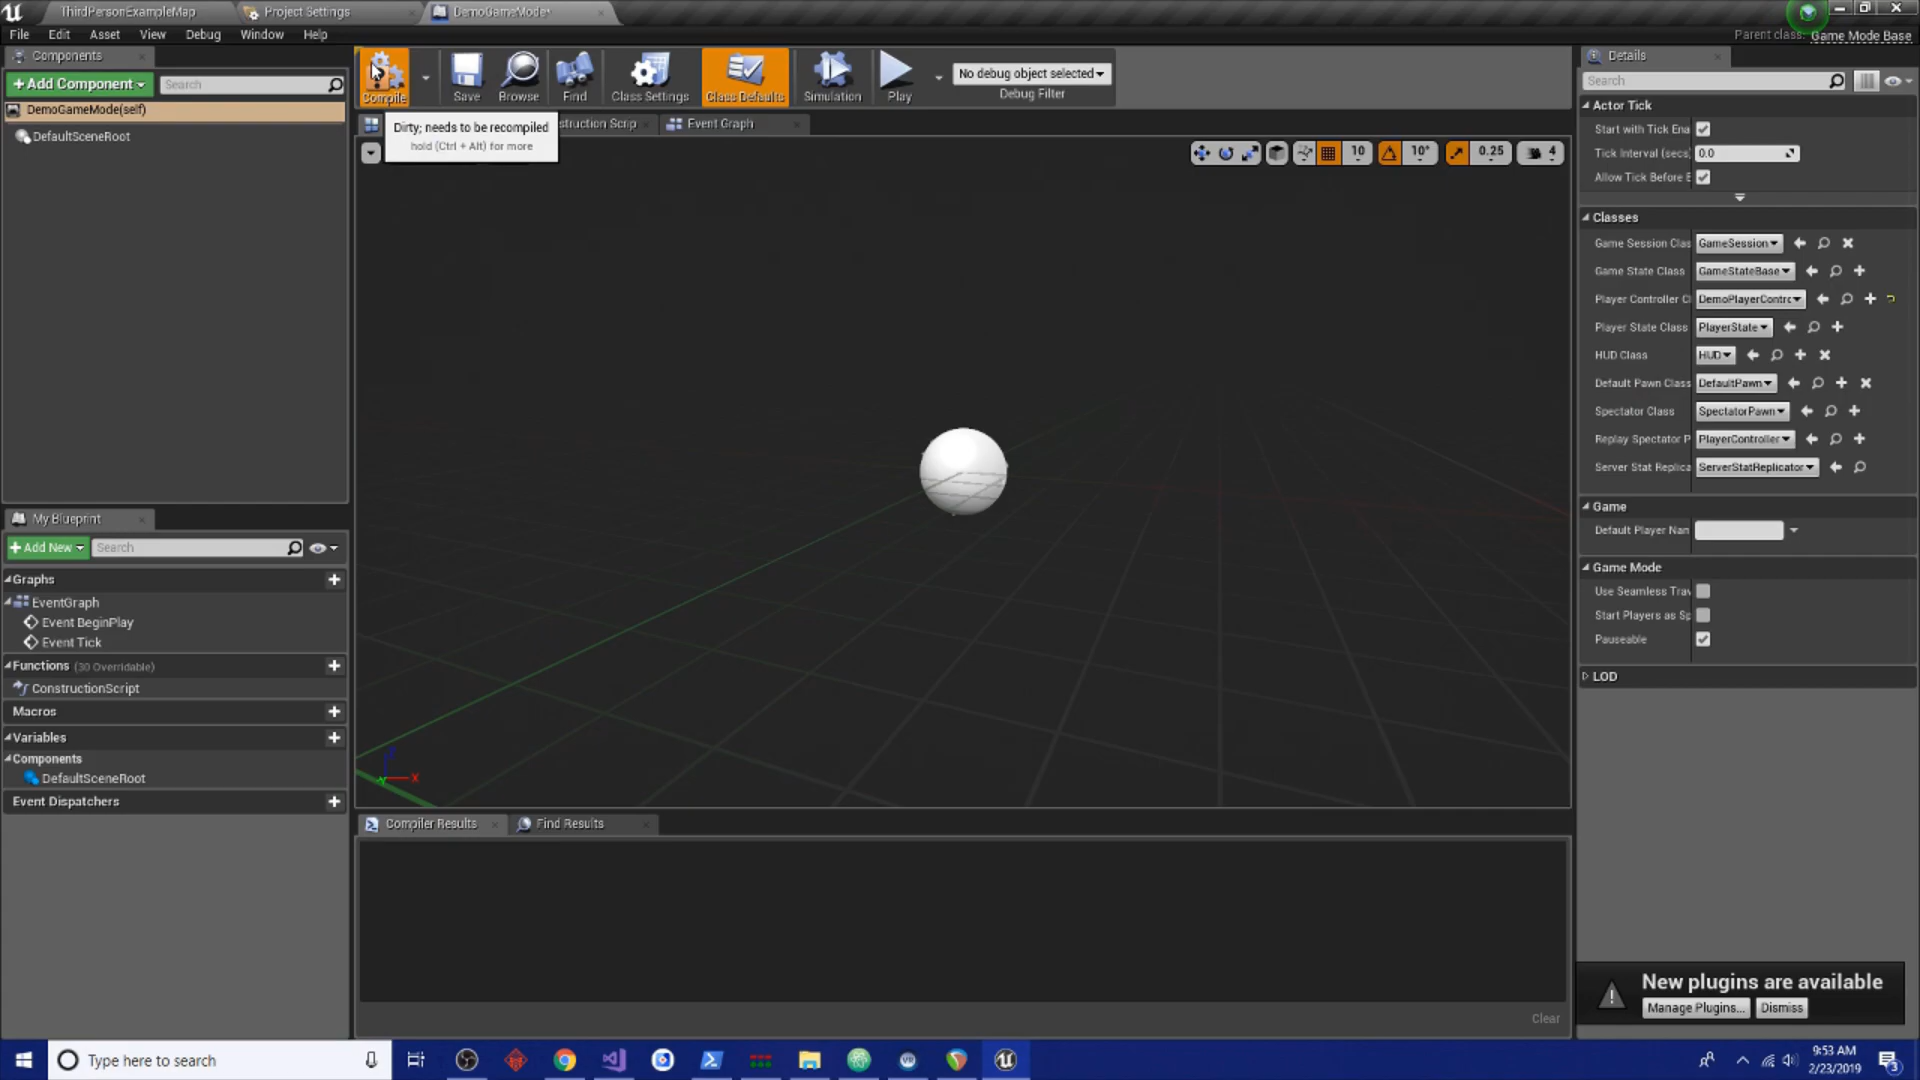 ThirdPersonExampleMap
Project Settings
DemoGameMode*
File Edit Asset View Debug Window Help
Parent class: Game Mode Base
Components
+Add Component
Search
DemoGameMode(self)
DefaultSceneRoot
Compile
Save
Browse
Find
Class Settings
Class Defaults
Simulation
Play
No debug object selected
Debug Filter
Dirty; needs to be recompiled
hold (Ctrl + Alt) for more
struction Scrip
Event Graph
10
10°
0.25
4
My Blueprint
+Add New
Search
Graphs
EventGraph
Event BeginPlay
Event Tick
Functions (30 Overridable)
ConstructionScript
Macros
Variables
Components
DefaultSceneRoot
Event Dispatchers
Z
Y
X
Compiler Results
Find Results
Clear
Details
Search
Actor Tick
Start with Tick Ena
Tick Interval (secs 0.0
Allow Tick Before E
Classes
Game Session Clas GameSession
Game State Class GameStateBase
Player Controller Cl DemoPlayerContrc
Player State Class PlayerState
HUD Class HUD
Default Pawn Class DefaultPawn
Spectator Class SpectatorPawn
Replay Spectator P PlayerController
Server Stat Replica ServerStatReplicator
Game
Default Player Nan
Game Mode
Use Seamless Trav
Start Players as Sp
Pauseable
LOD
New plugins are available
Manage Plugins... Dismiss
Type here to search
9:53 AM
2/23/2019
3